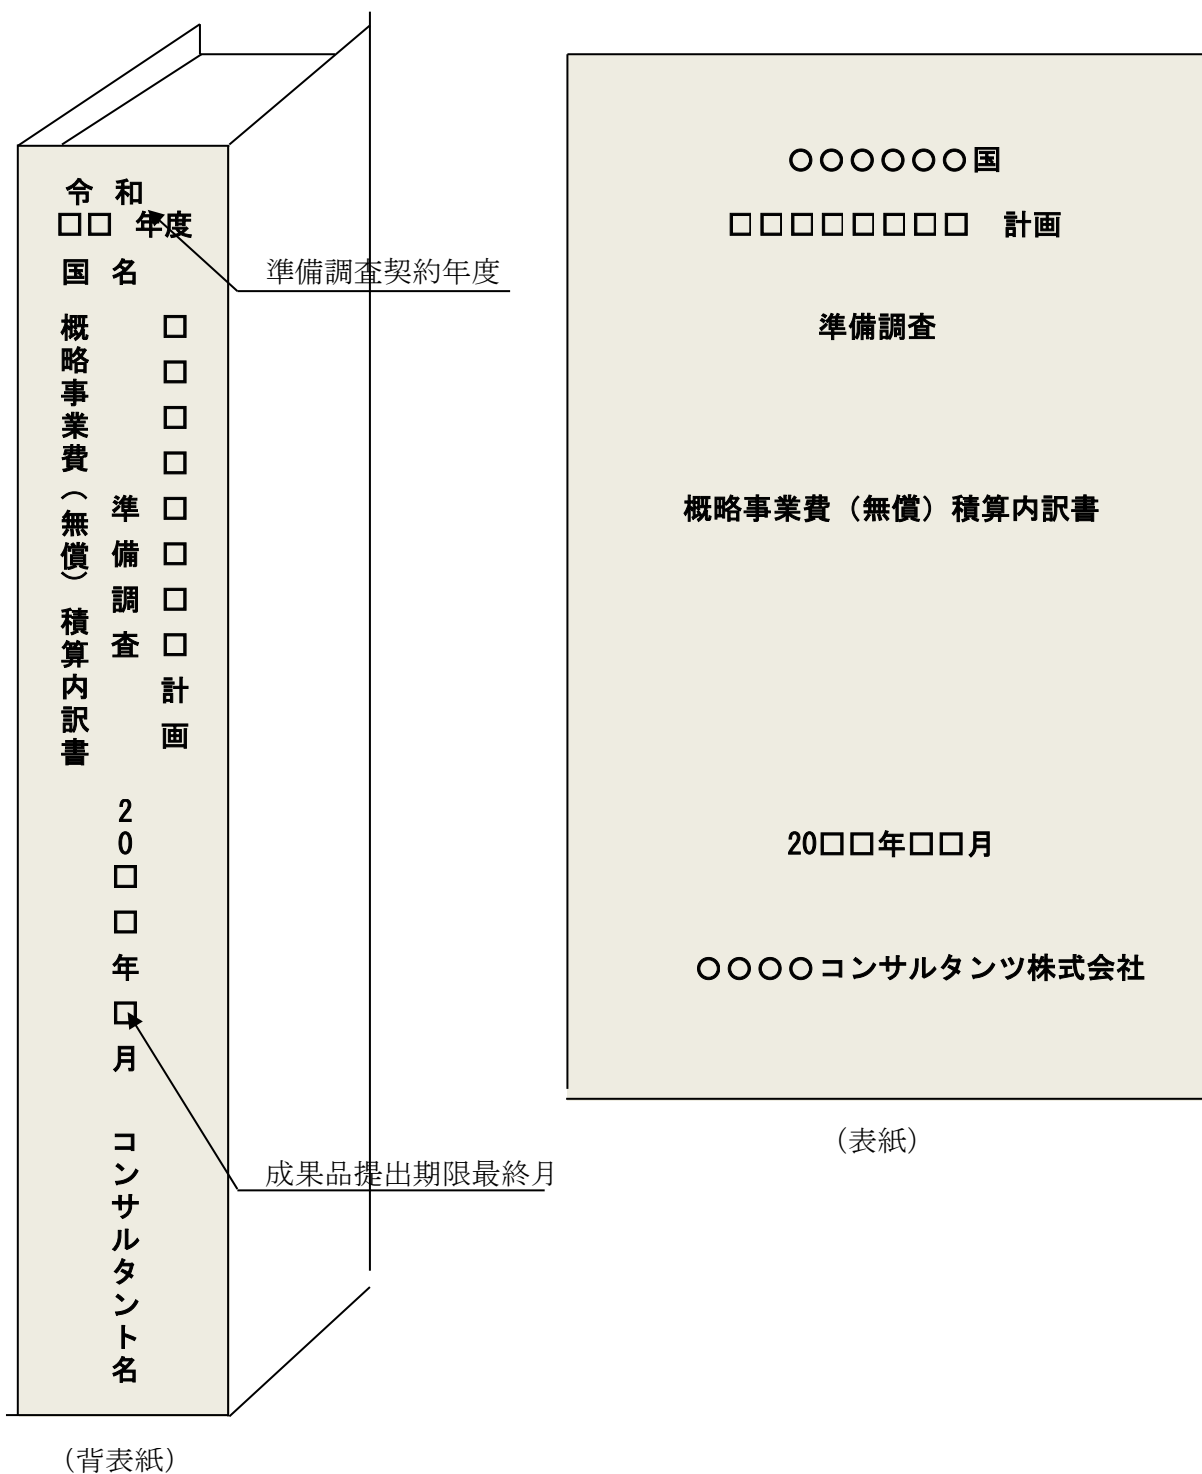 令和
□□ 年度
国名
□□□□□□□□計画
準備調査
概略事業費（無償）積算内訳書
20□□年□月
コンサルタント名
（背表紙）
準備調査契約年度
成果品提出期限最終月
○○○○○○国
□□□□□□□□ 計画
準備調査
概略事業費（無償）積算内訳書
20□□年□□月
○○○○コンサルタンツ株式会社
（表紙）